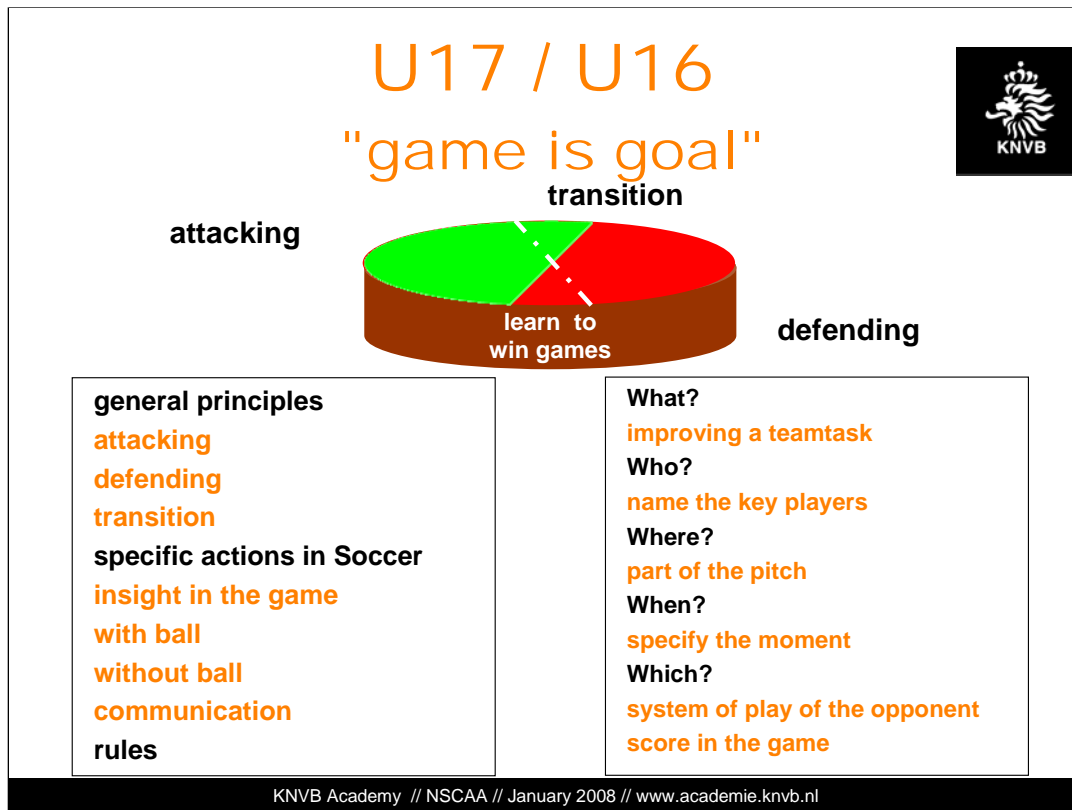 U17 / U16
"game is goal"
KNVB
transition
attacking
learn to
win games
defending
general principles
attacking
defending
transition
specific actions in Soccer
insight in the game
with ball
without ball
communication
rules
What?
improving a teamtask
Who?
name the key players
Where?
part of the pitch
When?
specify the moment
Which?
system of play of the opponent
score in the game
KNVB Academy // NSCAA // January 2008 // www.academie.knvb.nl